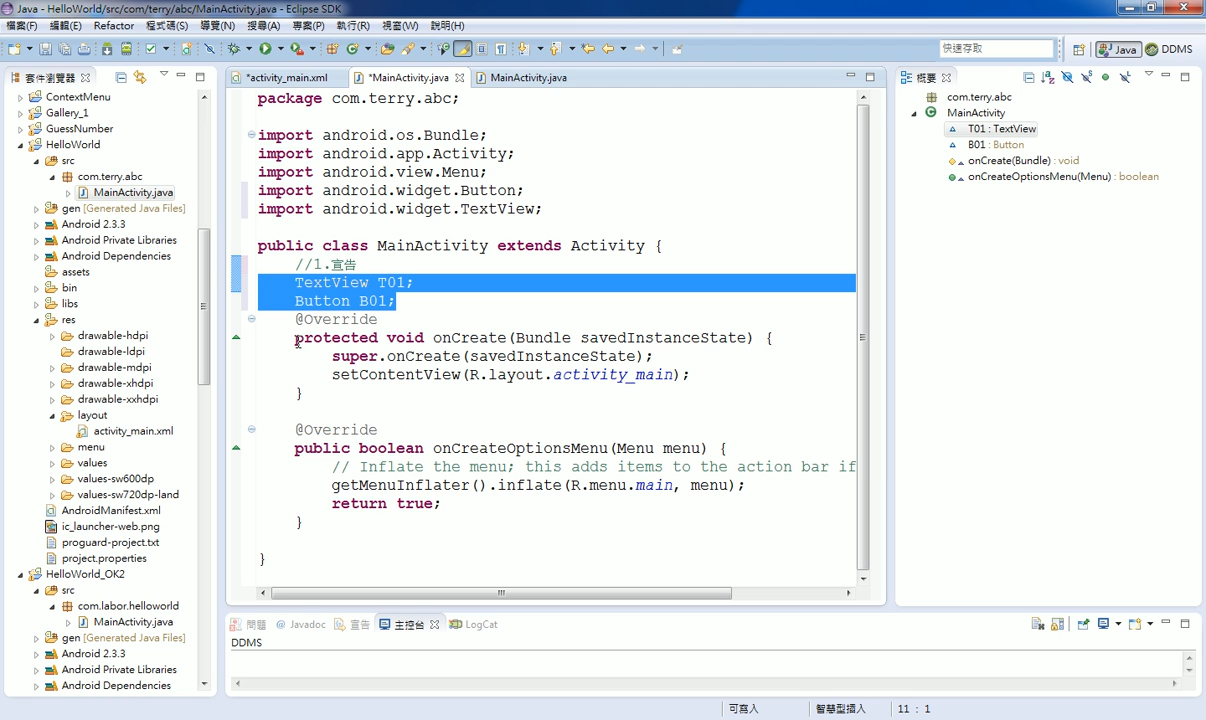 Java - HelloWorld/src/com/terry/abc/MainActivity.java - Eclipse SDK
檔案(F) 編輯(E) Refactor 程式碼(S) 導覽(N) 搜尋(A) 專案(P) 執行(R) 視窗(W) 說明(H)
快速存取
Java DDMS
套件瀏覽器
ContextMenu
Gallery_1
GuessNumber
HelloWorld
src
com.terry.abc
MainActivity.java
gen [Generated Java Files]
Android 2.3.3
Android Private Libraries
Android Dependencies
assets
bin
libs
res
drawable-hdpi
drawable-ldpi
drawable-mdpi
drawable-xhdpi
drawable-xxhdpi
layout
activity_main.xml
menu
values
values-sw600dp
values-sw720dp-land
AndroidManifest.xml
ic_launcher-web.png
proguard-project.txt
project.properties
HelloWorld_OK2
src
com.labor.helloworld
MainActivity.java
gen [Generated Java Files]
Android 2.3.3
Android Private Libraries
Android Dependencies
*activity_main.xml *MainActivity.java MainActivity.java
package com.terry.abc;
import android.os.Bundle;
import android.app.Activity;
import android.view.Menu;
import android.widget.Button;
import android.widget.TextView;
public class MainActivity extends Activity {
//1.宣告
TextView T01;
Button B01;
@Override
protected void onCreate(Bundle savedInstanceState) {
super.onCreate(savedInstanceState);
setContentView(R.layout.activity_main);
}
@Override
public boolean onCreateOptionsMenu(Menu menu) {
// Inflate the menu; this adds items to the action bar if
getMenuInflater().inflate(R.menu.main, menu);
return true;
}
}
概要
com.terry.abc
MainActivity
T01 : TextView
B01 : Button
onCreate(Bundle) : void
onCreateOptionsMenu(Menu) : boolean
問題 @ Javadoc 宣告 主控台 LogCat
DDMS
可寫入 智慧型插入 11 : 1